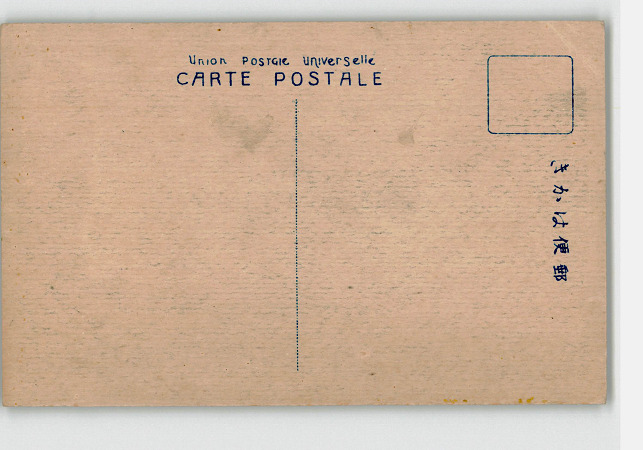 Union Postale Universelle
CARTE POSTALE
きかは便郵